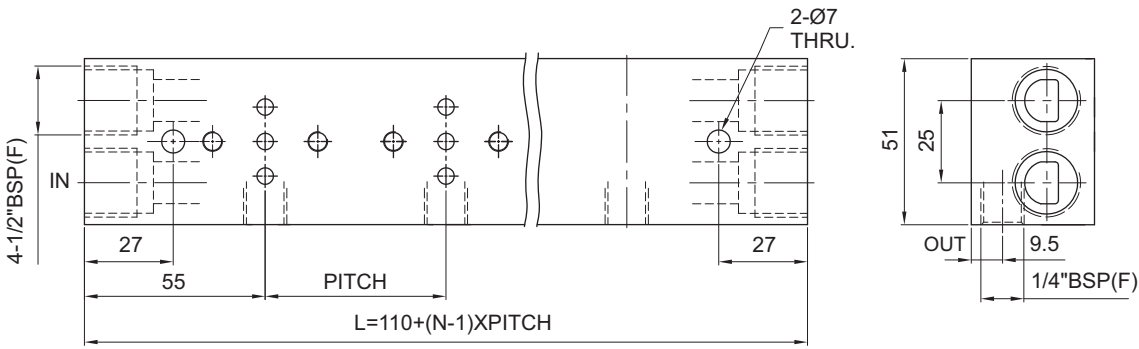 2-Ø7
THRU.
4-1/2"BSP(F)
IN
27
27
55
PITCH
L=110+(N-1)XPITCH
51
25
OUT
9.5
1/4"BSP(F)